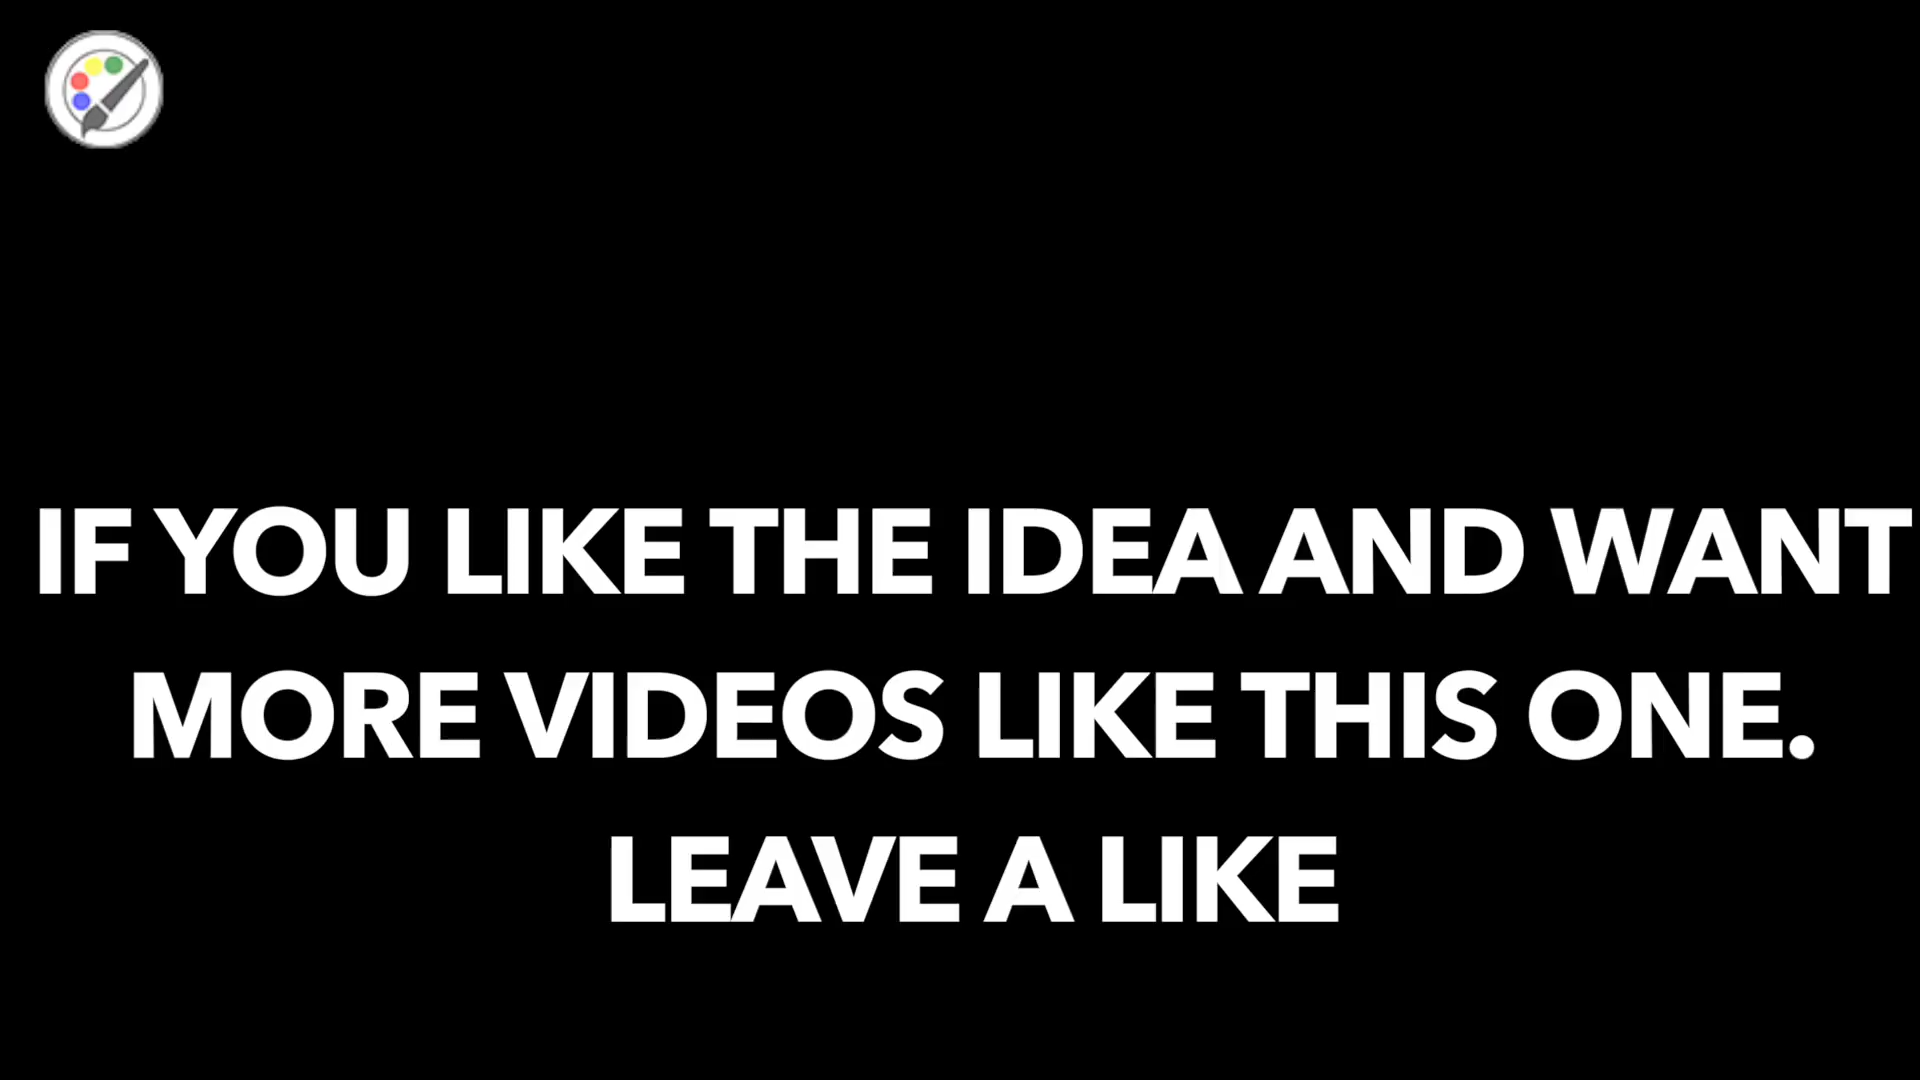 IF YOU LIKE THE IDEA AND WANT
MORE VIDEOS LIKE THIS ONE.
LEAVE A LIKE